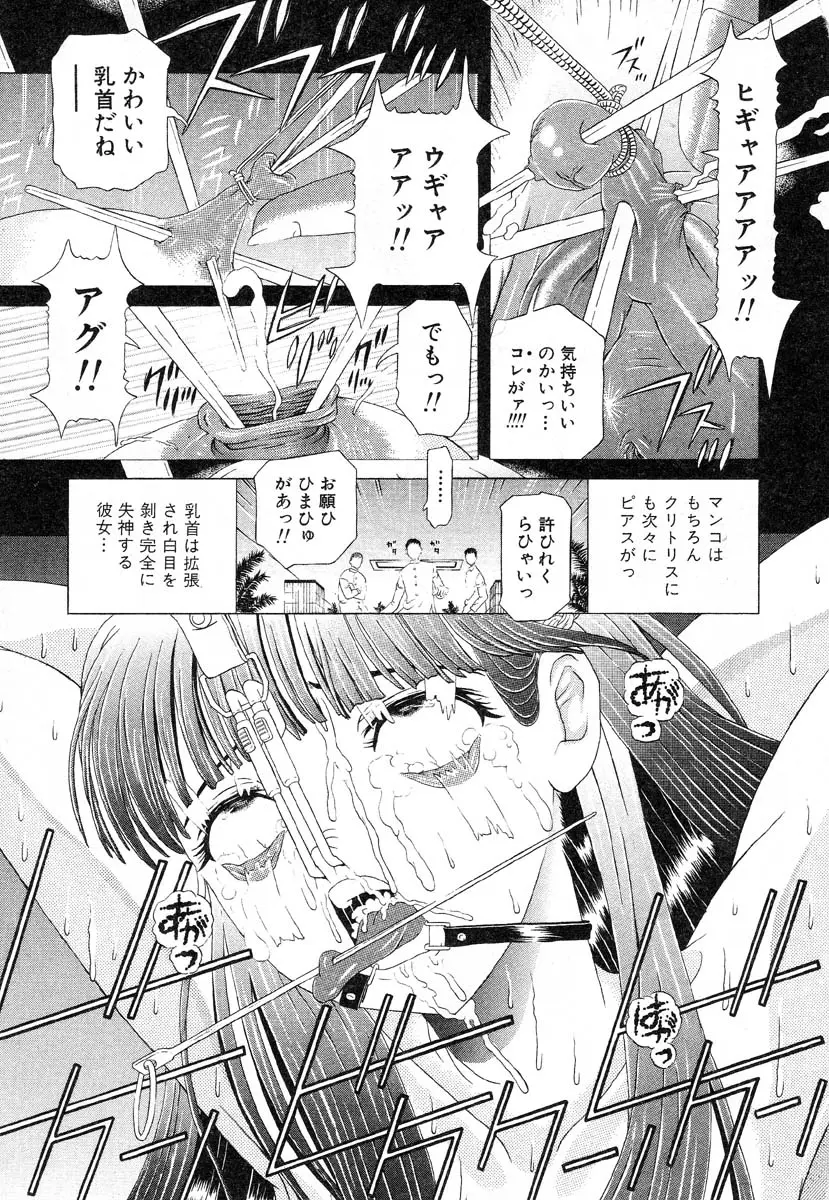 ヒギャアアアアッ!!
気持ちいい
のかいっ…
コレがァ!!!!
ウギャア
アアッ!!
かわいい
乳首だね
――
でもっ!!
アグ!!
マンコは
もちろん
クリトリスに
も次々に
ピアスがっ
許ひれく
らひゃいっ
……
お願ひ
ひまひゅ
があっ!!
ガタ
ガタ
乳首は拡張
され白目を
剝き完全に
失神する
彼女…
あがっ
あがっ
はがっ